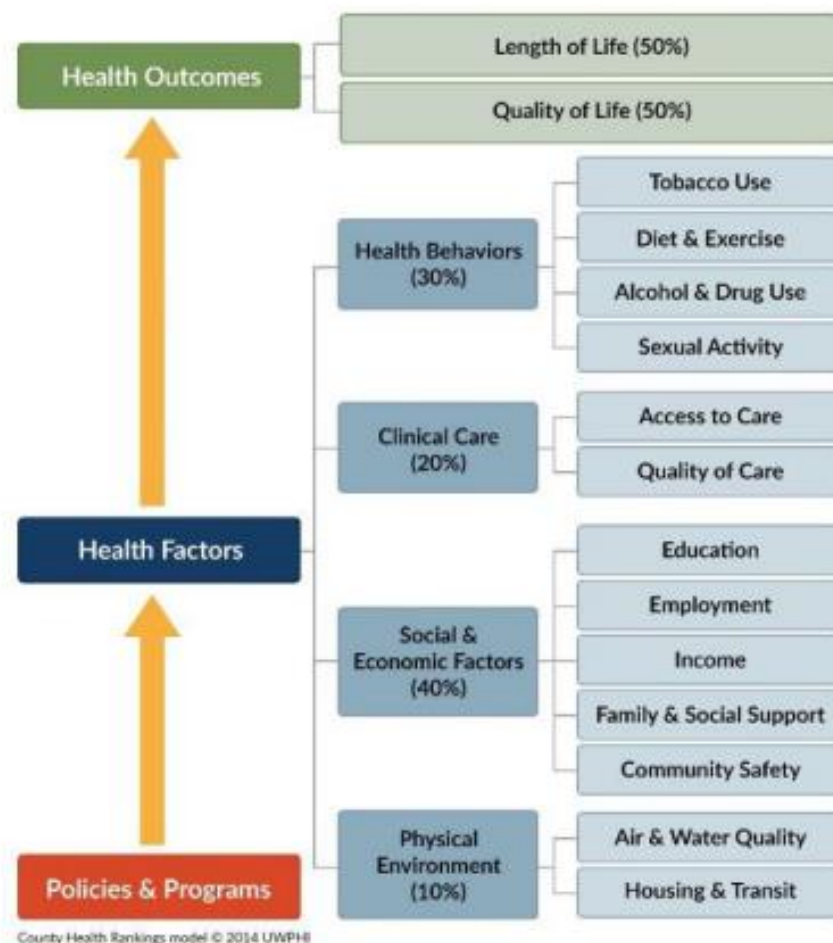 Health Outcomes
Length of Life (50%)
Quality of Life (50%)
Health Behaviors
(30%)
Tobacco Use
Diet & Exercise
Alcohol & Drug Use
Sexual Activity
Clinical Care
(20%)
Access to Care
Quality of Care
Health Factors
Social &
Economic Factors
(40%)
Education
Employment
Income
Family & Social Support
Community Safety
Physical
Environment
(10%)
Air & Water Quality
Housing & Transit
Policies & Programs
County Health Rankings model © 2014 UWPHI